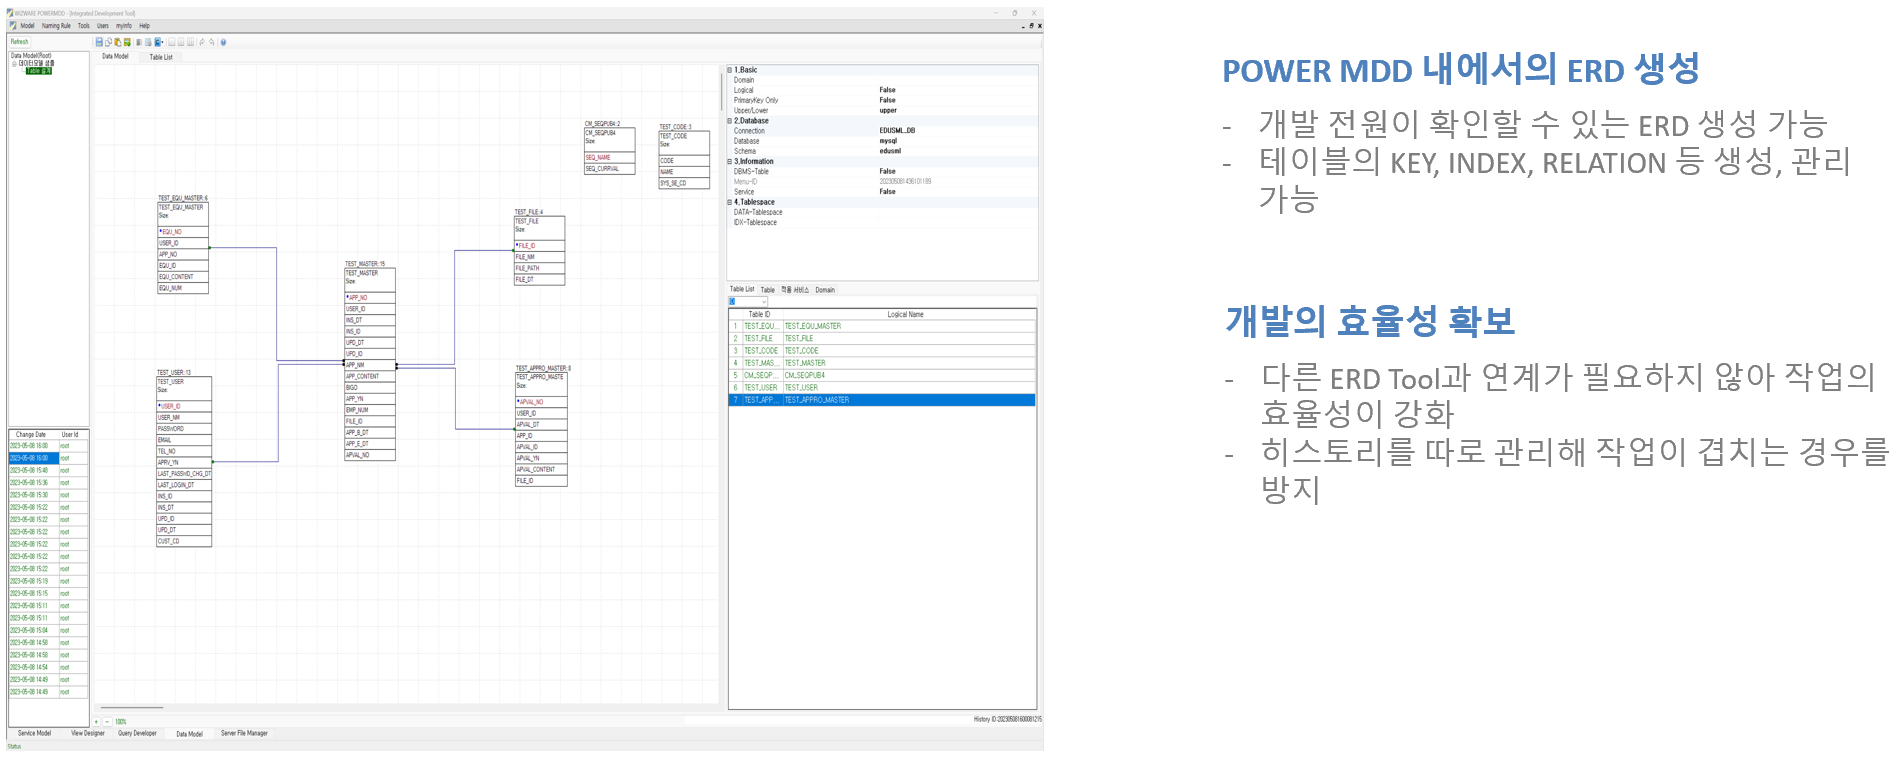 WIZWARE POWERMDD - [Integrated Development Tool]
Model Naming Rule Tools Users myInfo Help
Refresh
Data Model(Root)
데이터모델 샘플
Table 설계
Data Model Table List
CM_SEQPUB4:2
CM_SEQPUB4
Size:
SEQ_NAME
SEQ_CURRVAL
TEST_CODE:3
TEST_CODE
Size:
CODE
NAME
SYS_SE_CD
TEST_EQU_MASTER:6
TEST_EQU_MASTER
Size:
*EQU_NO
USER_ID
APP_NO
EQU_ID
EQU_CONTENT
EQU_NUM
TEST_FILE:4
TEST_FILE
Size:
*FILE_ID
FILE_NM
FILE_PATH
FILE_DT
TEST_MASTER:15
TEST_MASTER
Size:
*APP_NO
USER_ID
INS_DT
INS_ID
UPD_DT
UPD_ID
APP_NM
APP_CONTENT
BIGO
APP_YN
EMP_NUM
FILE_ID
APP_B_DT
APP_E_DT
APVAL_NO
TEST_USER:13
TEST_USER
Size:
*USER_ID
USER_NM
PASSWORD
EMAIL
TEL_NO
APRV_YN
LAST_PASSWD_CHG_DT
LAST_LOGIN_DT
INS_ID
INS_DT
UPD_ID
UPD_DT
CUST_CD
TEST_APPRO_MASTER:8
TEST_APPRO_MASTE
Size:
*APVAL_NO
USER_ID
APVAL_DT
APP_ID
APVAL_ID
APVAL_YN
APVAL_CONTENT
FILE_ID
1.Basic
Domain
Logical False
PrimaryKey Only False
Upper/Lower upper
2.Database
Connection EDUSML_DB
Database mysql
Schema edusml
3.Information
DBMS-Table False
Menu-ID 202305081436101189
Service False
4.Tablespace
DATA-Tablespace
IDX-Tablespace
Table List Table 적용 서비스 Domain
ID
Table ID Logical Name
1 TEST_EQU... TEST_EQU_MASTER
2 TEST_FILE TEST_FILE
3 TEST_CODE TEST_CODE
4 TEST_MAS... TEST_MASTER
5 CM_SEQP... CM_SEQPUB4
6 TEST_USER TEST_USER
7 TEST_APP... TEST_APPRO_MASTER
Change Date User Id
2023-05-08 16:00 root
2023-05-08 16:00 root
2023-05-08 15:48 root
2023-05-08 15:36 root
2023-05-08 15:30 root
2023-05-08 15:22 root
2023-05-08 15:22 root
2023-05-08 15:22 root
2023-05-08 15:22 root
2023-05-08 15:22 root
2023-05-08 15:22 root
2023-05-08 15:19 root
2023-05-08 15:15 root
2023-05-08 15:11 root
2023-05-08 15:11 root
2023-05-08 15:04 root
2023-05-08 14:58 root
2023-05-08 14:58 root
2023-05-08 14:54 root
2023-05-08 14:49 root
2023-05-08 14:49 root
+ - 100%
History ID:202305081600081215
Service Model View Designer Query Developer Data Model Server File Manager
Status
POWER MDD 내에서의 ERD 생성
- 개발 전원이 확인할 수 있는 ERD 생성 가능
- 테이블의 KEY, INDEX, RELATION 등 생성, 관리
가능
개발의 효율성 확보
- 다른 ERD Tool과 연계가 필요하지 않아 작업의
효율성이 강화
- 히스토리를 따로 관리해 작업이 겹치는 경우를
방지